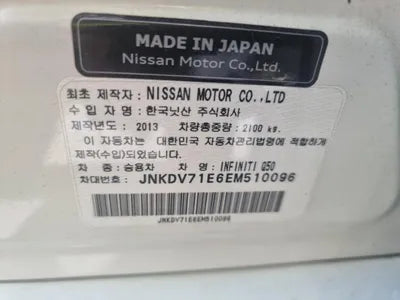 MADE IN JAPAN
Nissan Motor Co.,Ltd.
최초 제작자: NISSAN MOTOR CO.,LTD
수 입 자 명 : 한국닛산 주식회사
제작년도 : 2013 차량총중량: 2100 kg.
이 자동차는 대한민국 자동차관리법령에 적합하게
제작(수입)되었음.
차 종: 승용차 차 명 : INFINITI Q50
차대번호: JNKDV71E6EM510096
JNKDV71E6EM510096